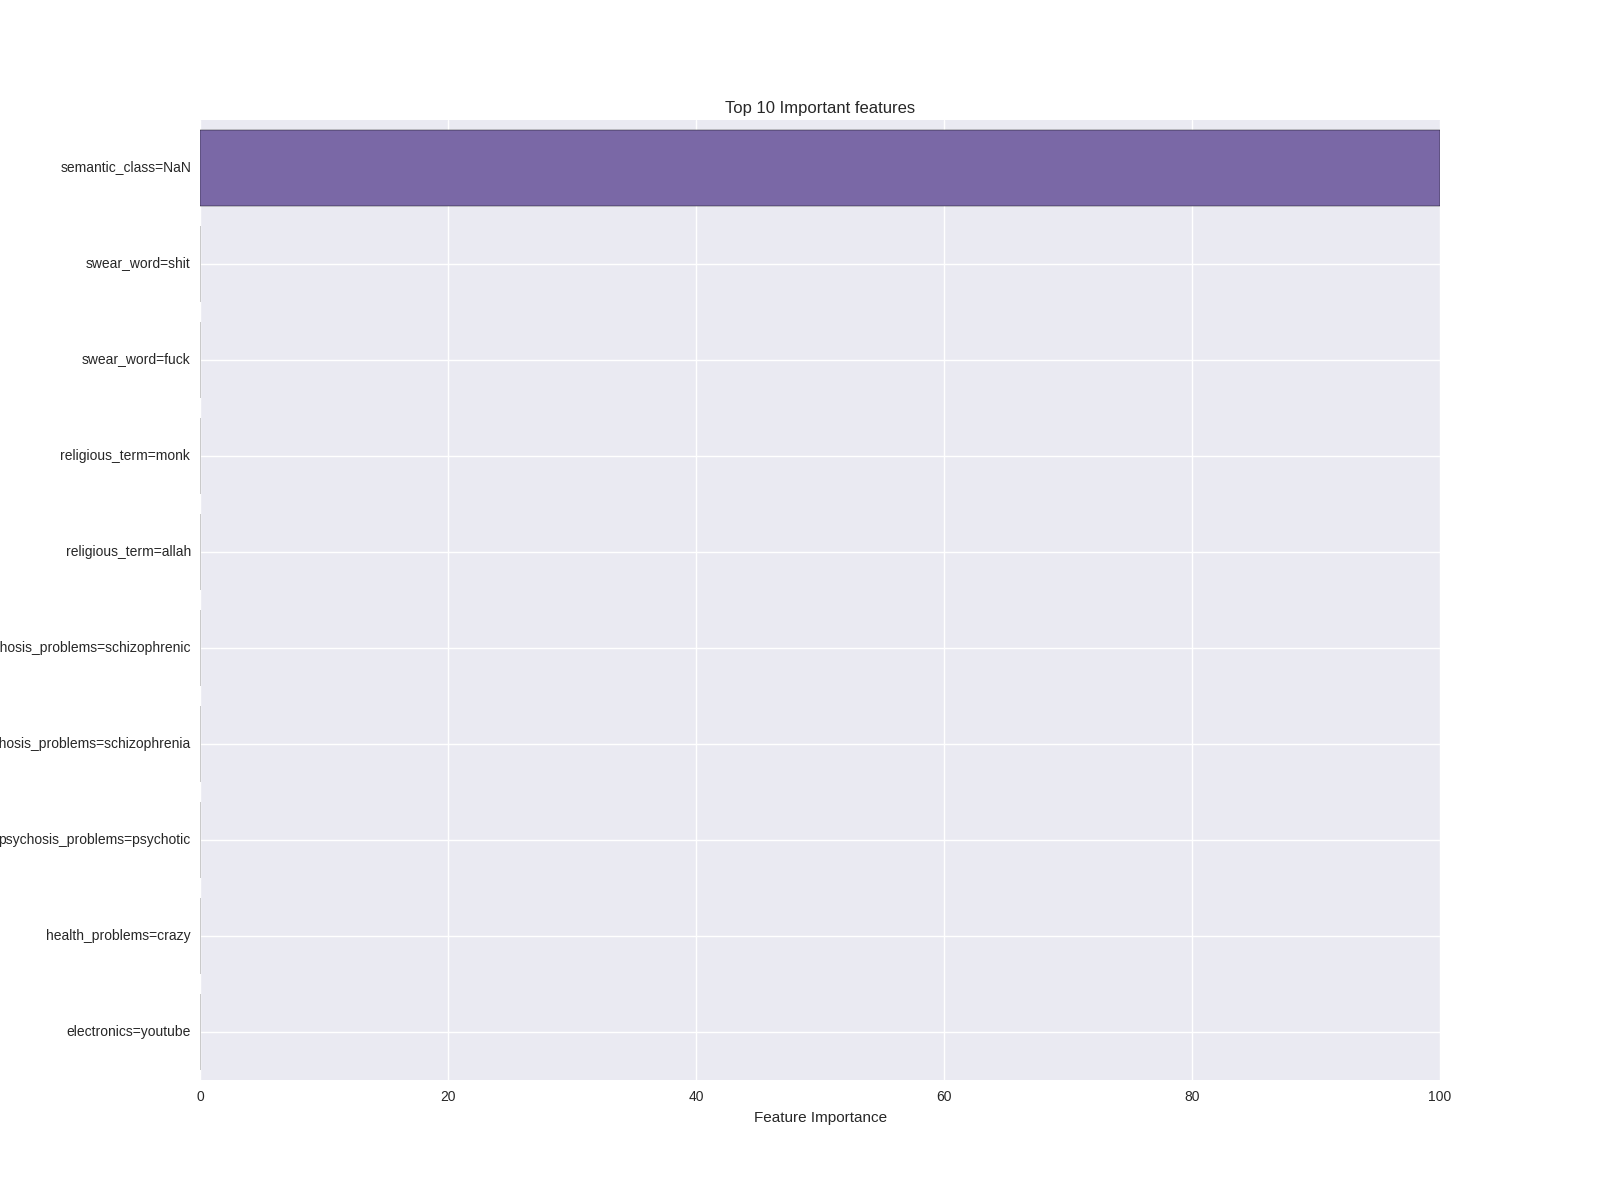 Top 10 Important features
semantic_class=NaN
swear_word=shit
swear_word=fuck
religious_term=monk
religious_term=allah
hosis_problems=schizophrenic
hosis_problems=schizophrenia
psychosis_problems=psychotic
health_problems=crazy
electronics=youtube
0 20 40 60 80 100
Feature Importance